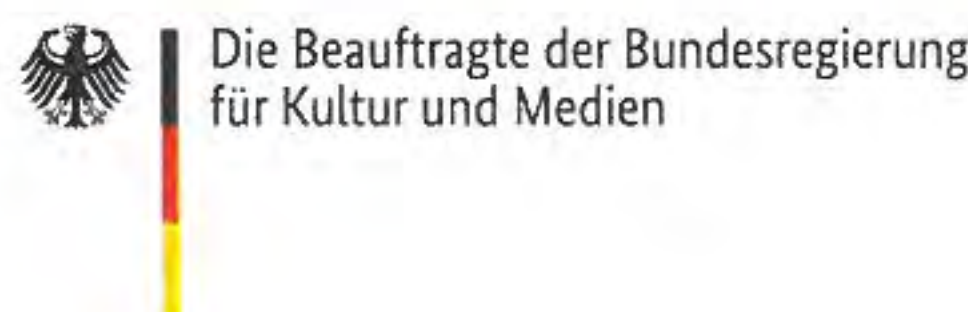 Die Beauftragte der Bundesregierung
für Kultur und Medien